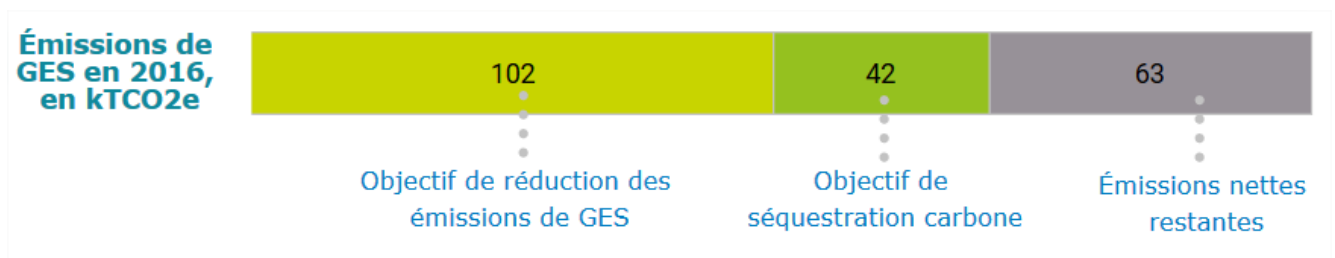 Émissions de
GES en 2016,
en kTCO2e
102
42
63
Objectif de réduction des
émissions de GES
Objectif de
séquestration carbone
Émissions nettes
restantes